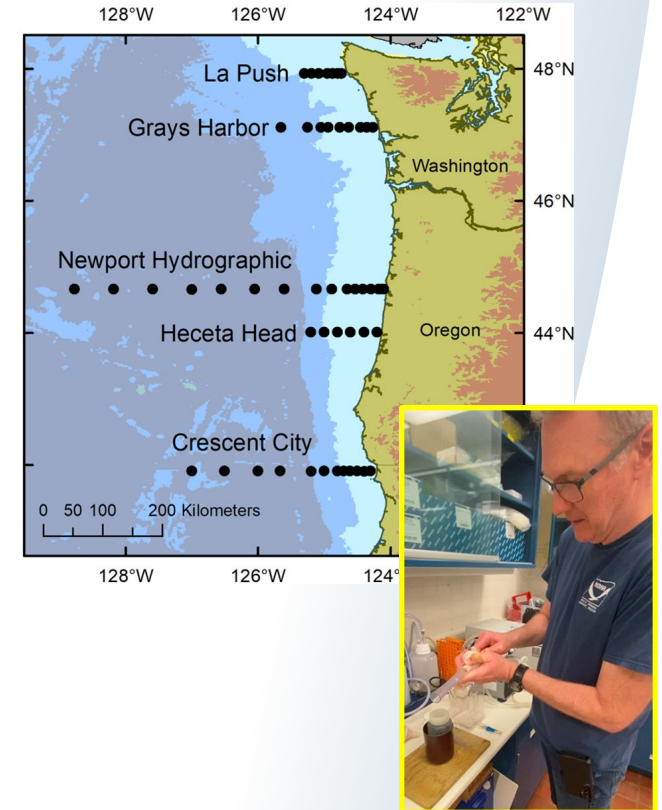 128°W 126°W 124°W 122°W
La Push
48°N
Grays Harbor
Washington
46°N
Newport Hydrographic
Heceta Head
Oregon
44°N
Crescent City
0 50 100 200 Kilometers
128°W 126°W 124°